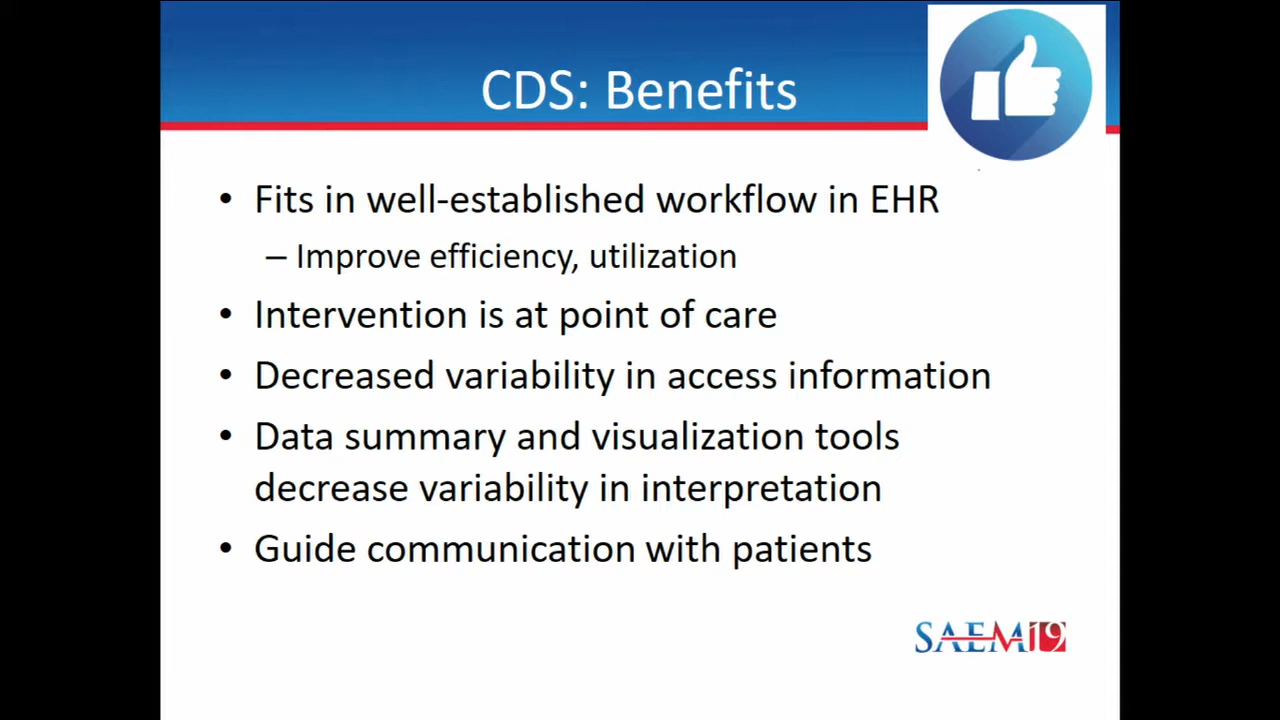 CDS: Benefits
• Fits in well-established workflow in EHR
– Improve efficiency, utilization
• Intervention is at point of care
• Decreased variability in access information
• Data summary and visualization tools
decrease variability in interpretation
• Guide communication with patients
SAEM19